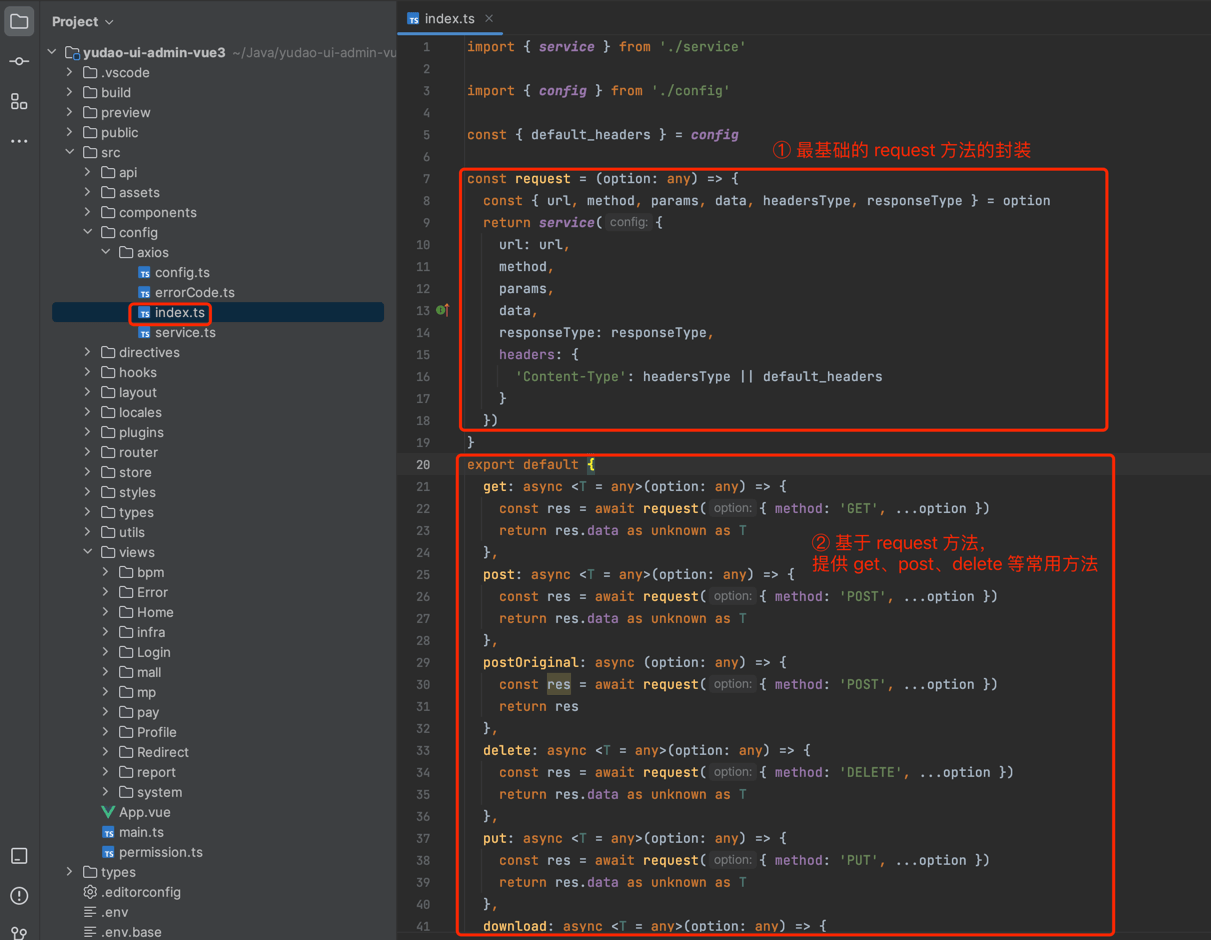 Project
yudao-ui-admin-vue3 ~/Java/yudao-ui-admin-vu
.vscode
build
preview
public
src
api
assets
components
config
axios
config.ts
errorCode.ts
index.ts
service.ts
directives
hooks
layout
locales
plugins
router
store
styles
types
utils
views
bpm
Error
Home
infra
Login
mall
mp
pay
Profile
Redirect
report
system
App.vue
main.ts
permission.ts
types
.editorconfig
.env
.env.base
index.ts
1 import { service } from './service'
2
3 import { config } from './config'
4
5 const { default_headers } = config
6
① 最基础的 request 方法的封装
7 const request = (option: any) => {
8 const { url, method, params, data, headersType, responseType } = option
9 return service( config: {
10 url: url,
11 method,
12 params,
13 data,
14 responseType: responseType,
15 headers: {
16 'Content-Type': headersType || default_headers
17 }
18 })
19 }
20 export default {
21 get: async <T = any>(option: any) => {
22 const res = await request( option: { method: 'GET', ...option })
23 return res.data as unknown as T
24 },
② 基于 request 方法,
提供 get、post、delete 等常用方法
25 post: async <T = any>(option: any) => {
26 const res = await request( option: { method: 'POST', ...option })
27 return res.data as unknown as T
28 },
29 postOriginal: async (option: any) => {
30 const res = await request( option: { method: 'POST', ...option })
31 return res
32 },
33 delete: async <T = any>(option: any) => {
34 const res = await request( option: { method: 'DELETE', ...option })
35 return res.data as unknown as T
36 },
37 put: async <T = any>(option: any) => {
38 const res = await request( option: { method: 'PUT', ...option })
39 return res.data as unknown as T
40 },
41 download: async <T = any>(option: any) => {